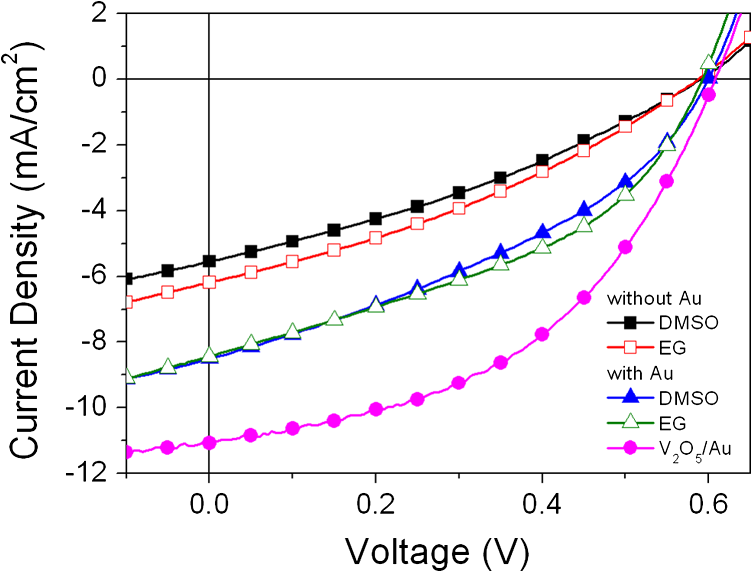 2
0
-2
-4
-6
-8
-10
-12
Current Density (mA/cm²)
without Au
DMSO
EG
with Au
DMSO
EG
V₂O₅/Au
0.0 0.2 0.4 0.6
Voltage (V)